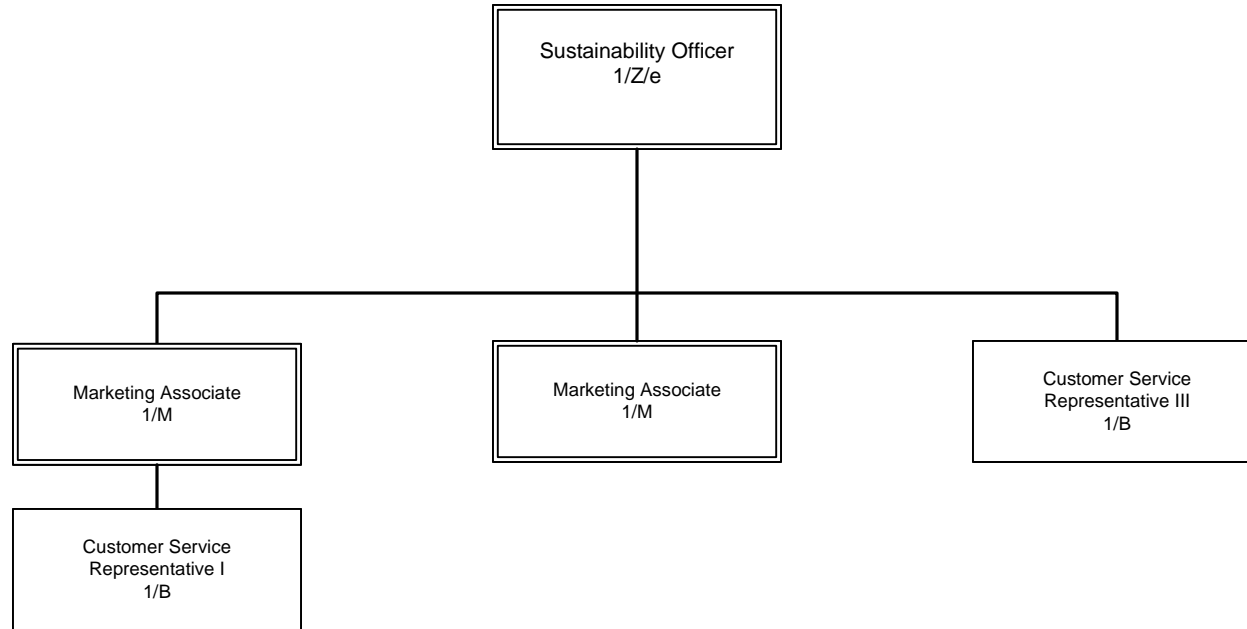 Sustainability Officer
1/Z/e
Marketing Associate
1/M
Marketing Associate
1/M
Customer Service
Representative III
1/B
Customer Service
Representative I
1/B